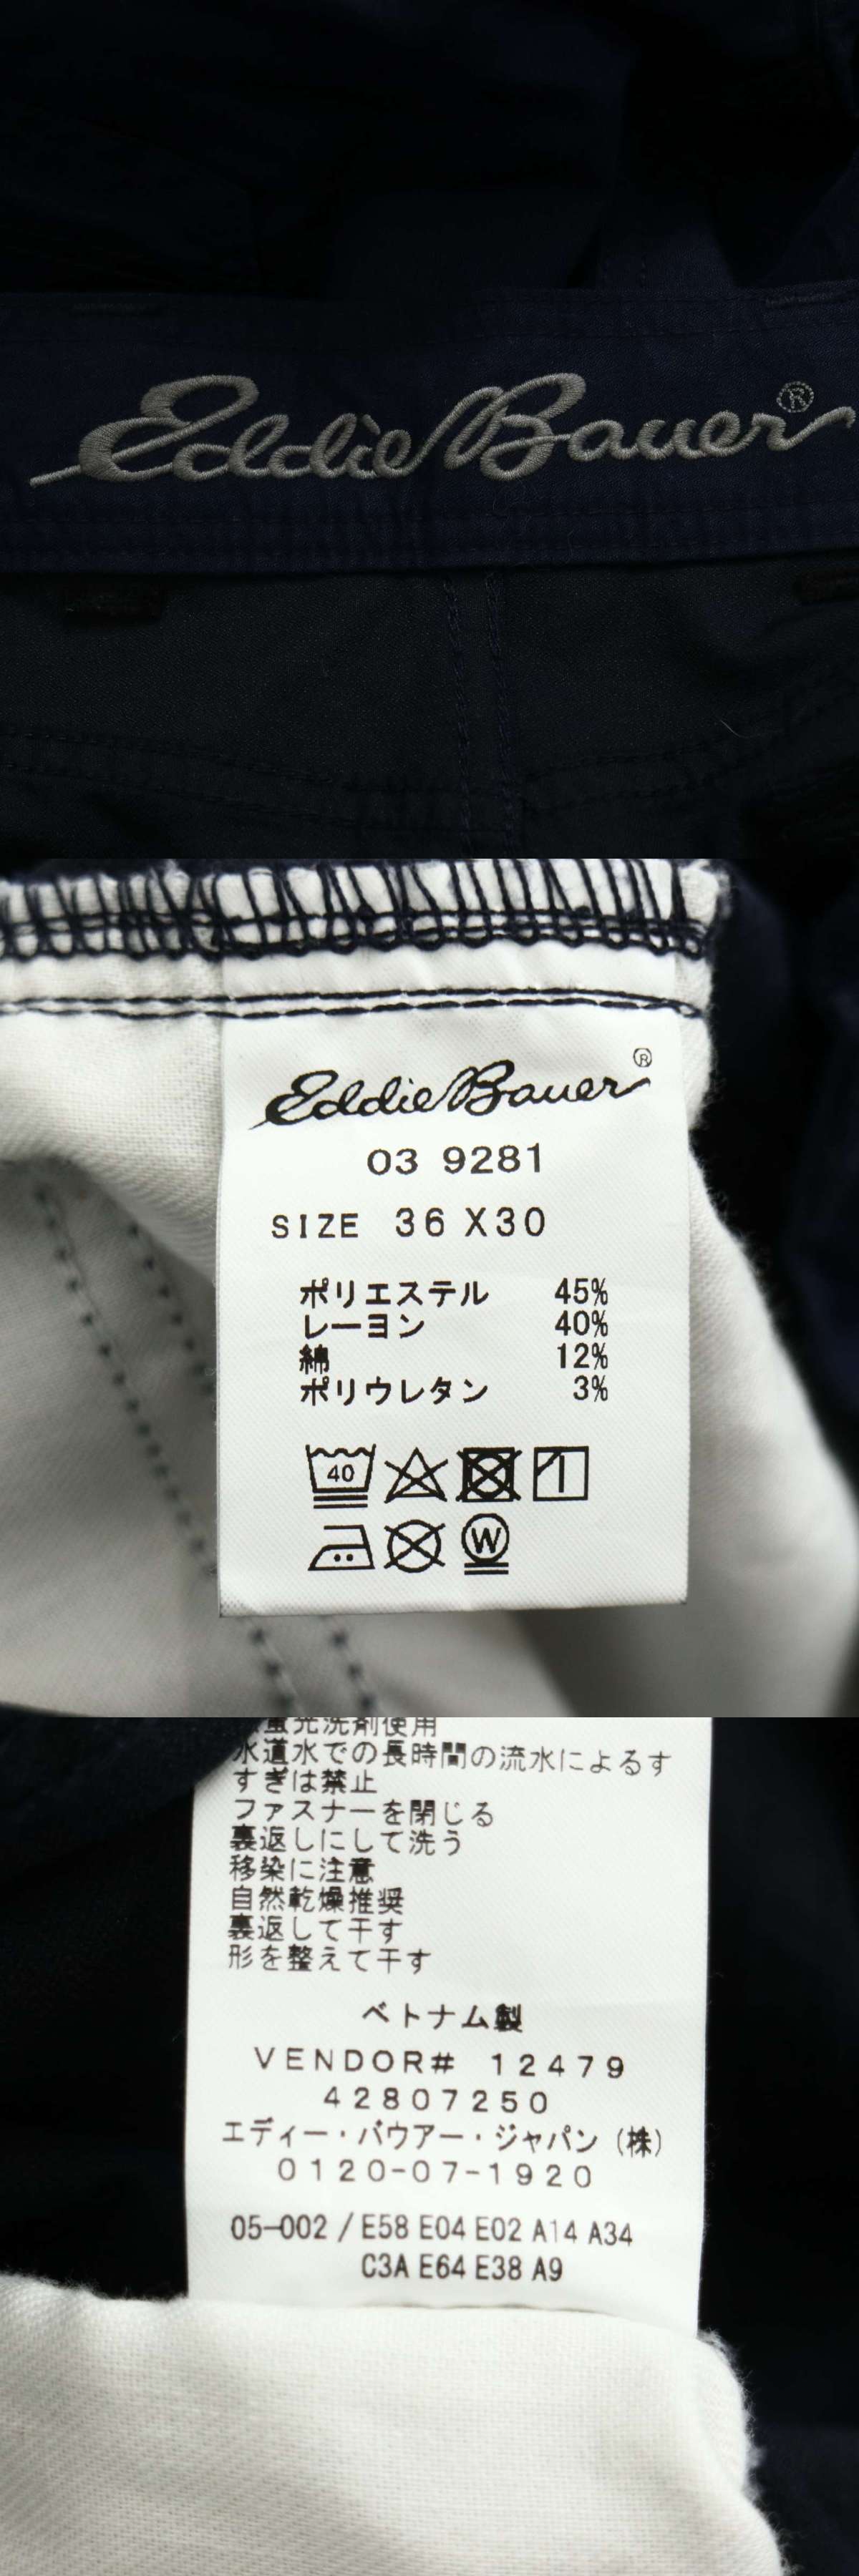 Eddie Bauer®
Eddie Bauer®
03 9281
SIZE 36 X30
ポリエステル 45%
レーヨン 40%
綿 12%
ポリウレタン 3%
40
W
光洗剤使用
水道水での長時間の流水によるす
すぎは禁止
ファスナーを閉じる
裏返しにして洗う
移染に注意
自然乾燥推奨
裏返して干す
形を整えて干す
ベトナム製
VENDOR# 12479
42807250
エディー・バウアー・ジャパン(株)
0120-07-1920
05-002 / E58 E04 E02 A14 A34
C3A E64 E38 A9